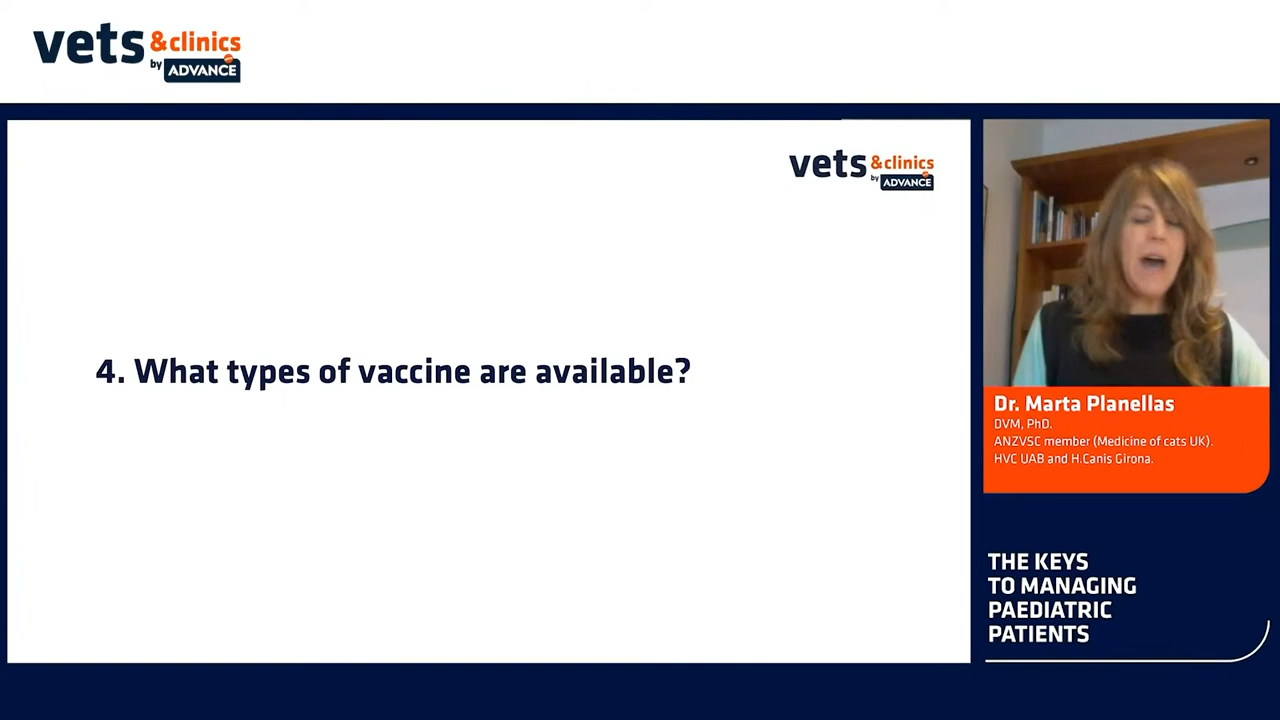 vets &clinics
by ADVANCE
vets &clinics
by ADVANCE
4. What types of vaccine are available?
Dr. Marta Planellas
DVM, PhD.
ANZVSC member (Medicine of cats UK).
HVC UAB and H.Canis Girona.
THE KEYS
TO MANAGING
PAEDIATRIC
PATIENTS